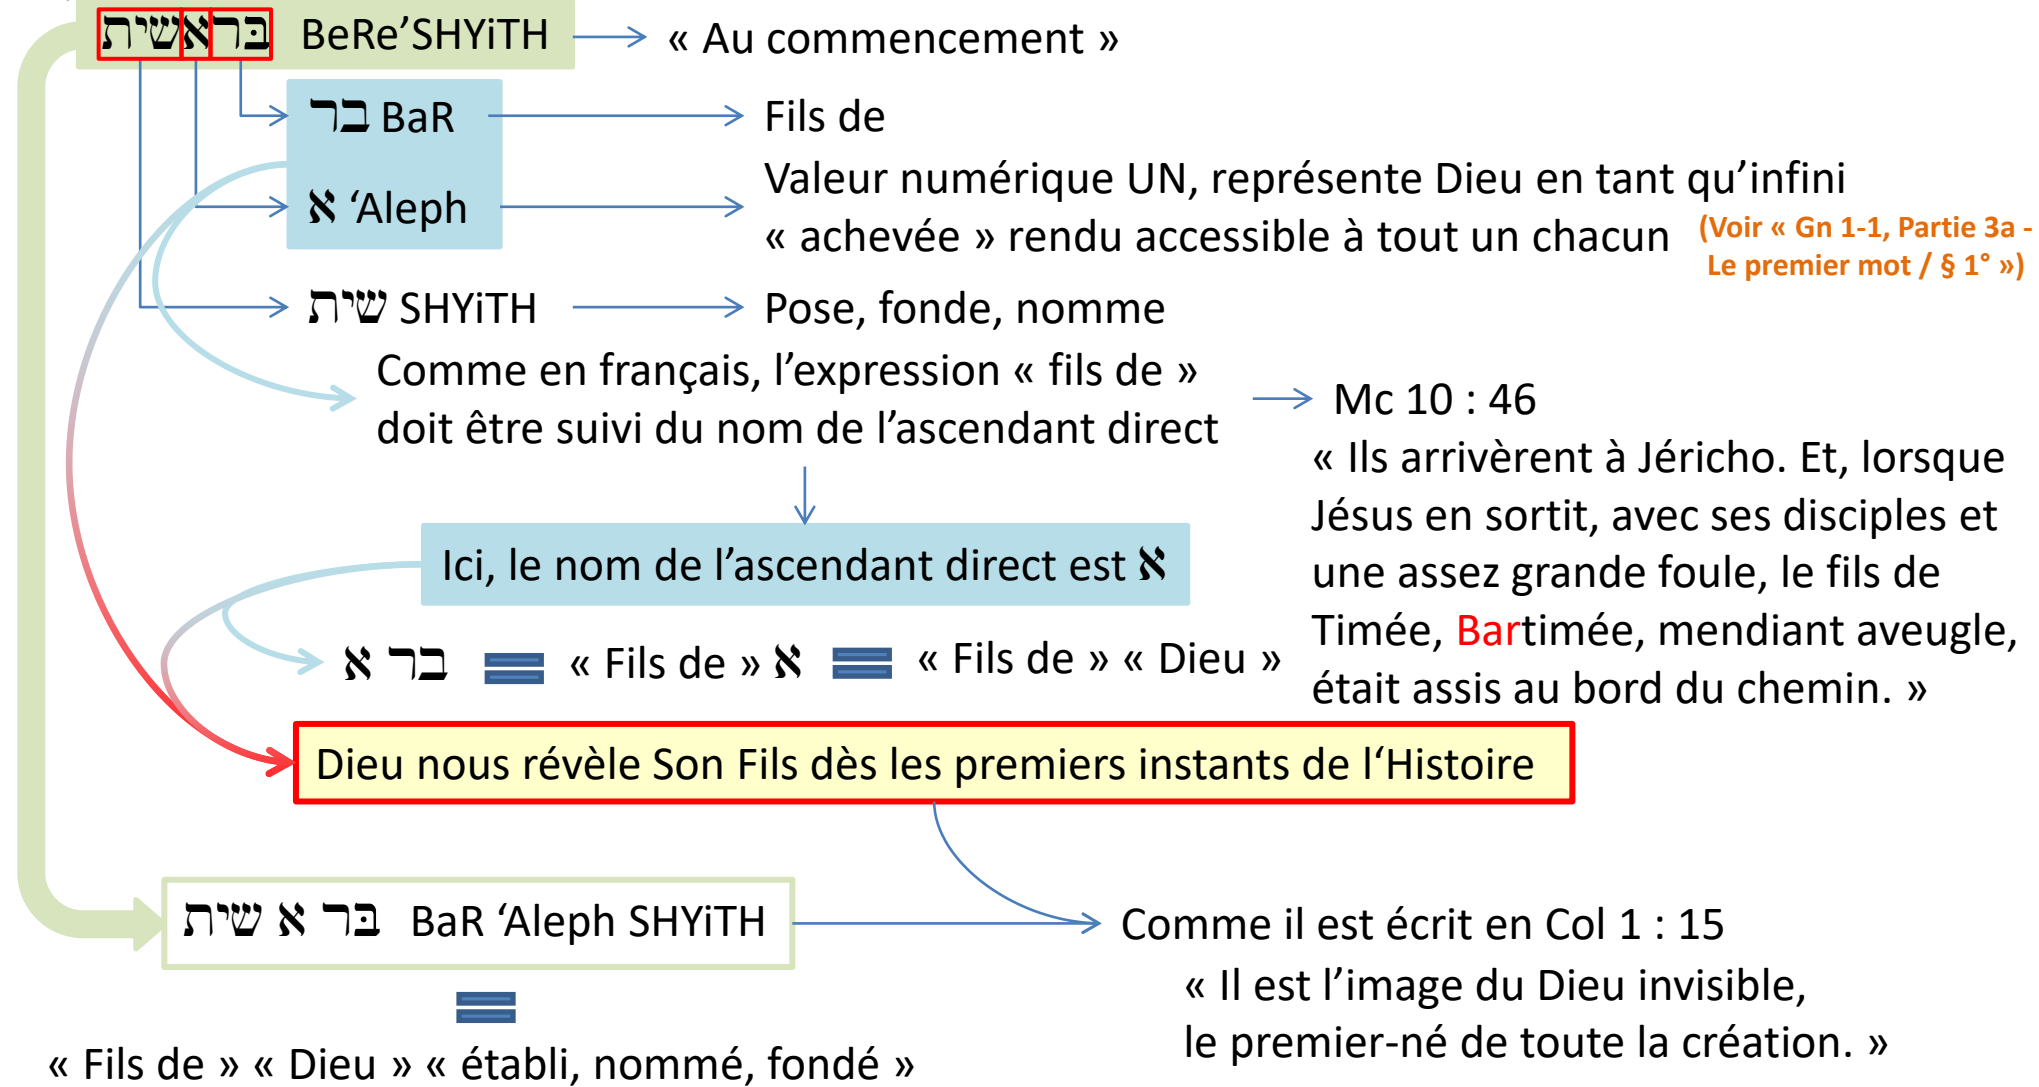 בּראשית BeRe’SHYiTH
« Au commencement »
בר BaR
Fils de
א ‘Aleph
Valeur numérique UN, représente Dieu en tant qu’infini
« achevée » rendu accessible à tout un chacun
(Voir « Gn 1-1, Partie 3a -
Le premier mot / § 1° »)
שית SHYiTH
Pose, fonde, nomme
Comme en français, l’expression « fils de »
doit être suivi du nom de l’ascendant direct
Mc 10 : 46
« Ils arrivèrent à Jéricho. Et, lorsque
Jésus en sortit, avec ses disciples et
une assez grande foule, le fils de
Timée, Bartimée, mendiant aveugle,
était assis au bord du chemin. »
Ici, le nom de l’ascendant direct est א
בר א = « Fils de » א = « Fils de » « Dieu »
Dieu nous révèle Son Fils dès les premiers instants de l‘Histoire
בּר א שית BaR ‘Aleph SHYiTH
=
« Fils de » « Dieu » « établi, nommé, fondé »
Comme il est écrit en Col 1 : 15
« Il est l’image du Dieu invisible,
le premier-né de toute la création. »